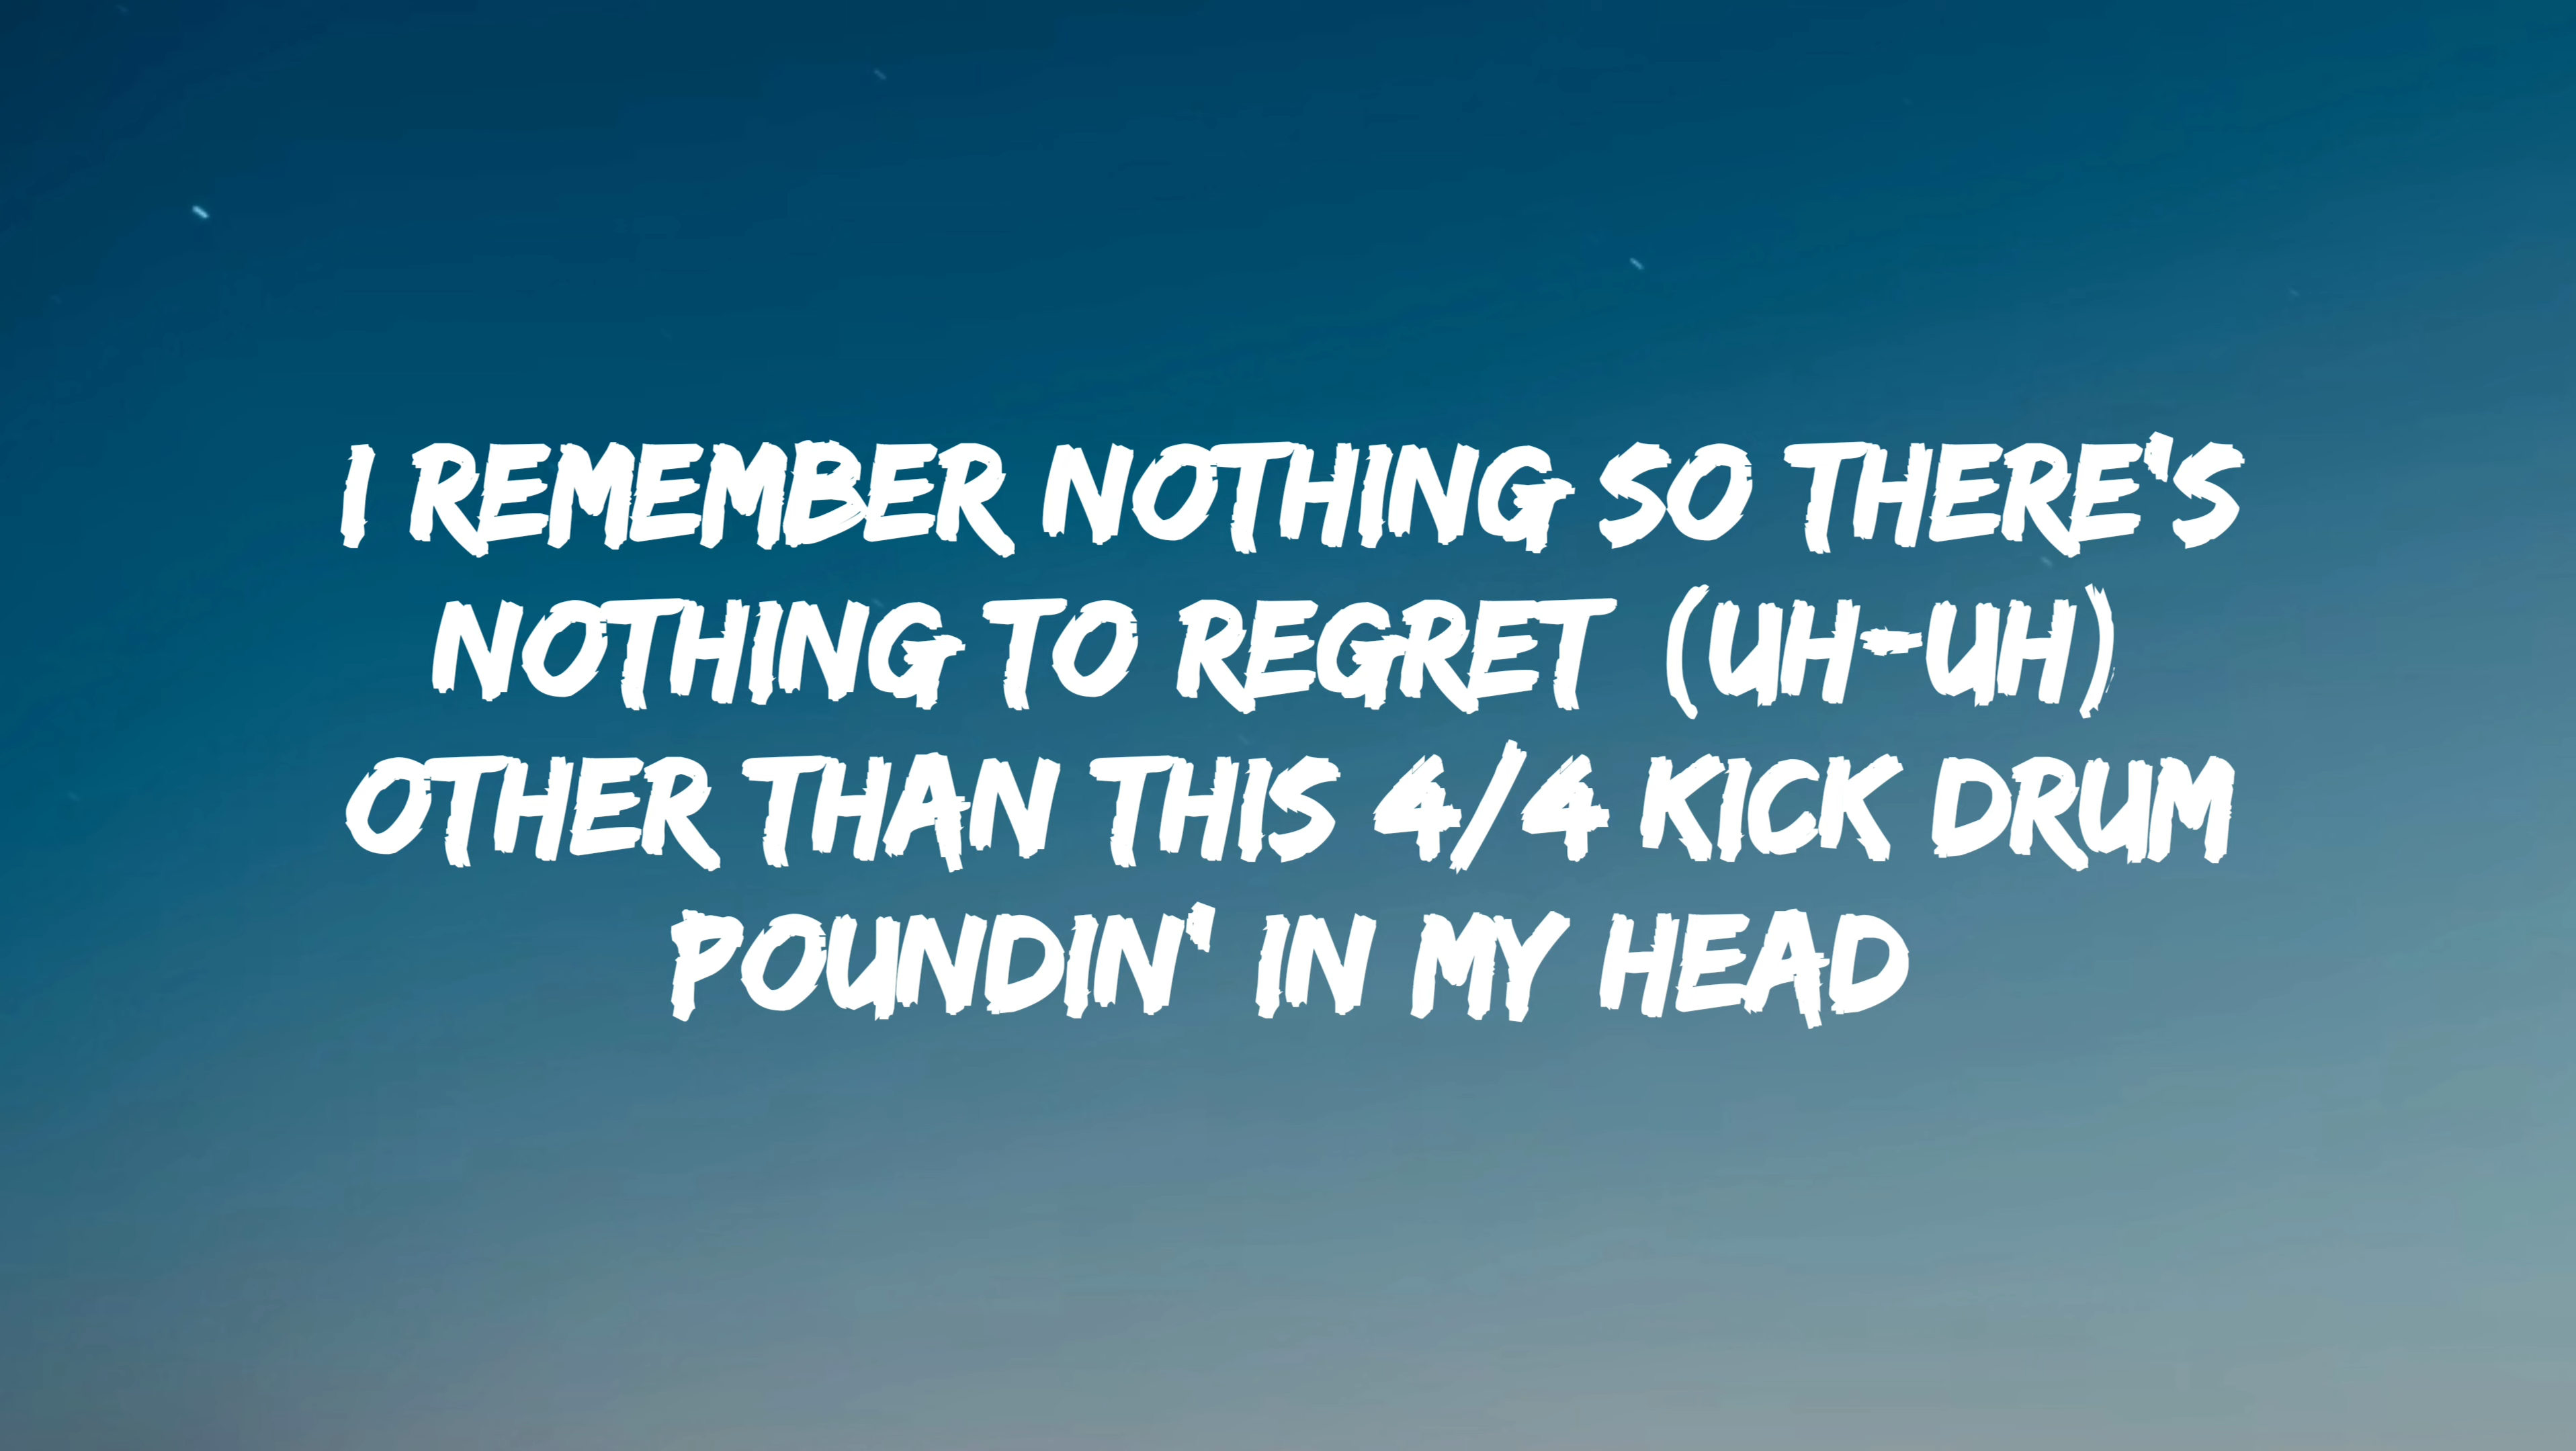 I REMEMBER NOTHING SO THERE'S
NOTHING TO REGRET (UH-UH)
OTHER THAN THIS 4/4 KICK DRUM
POUNDIN' IN MY HEAD